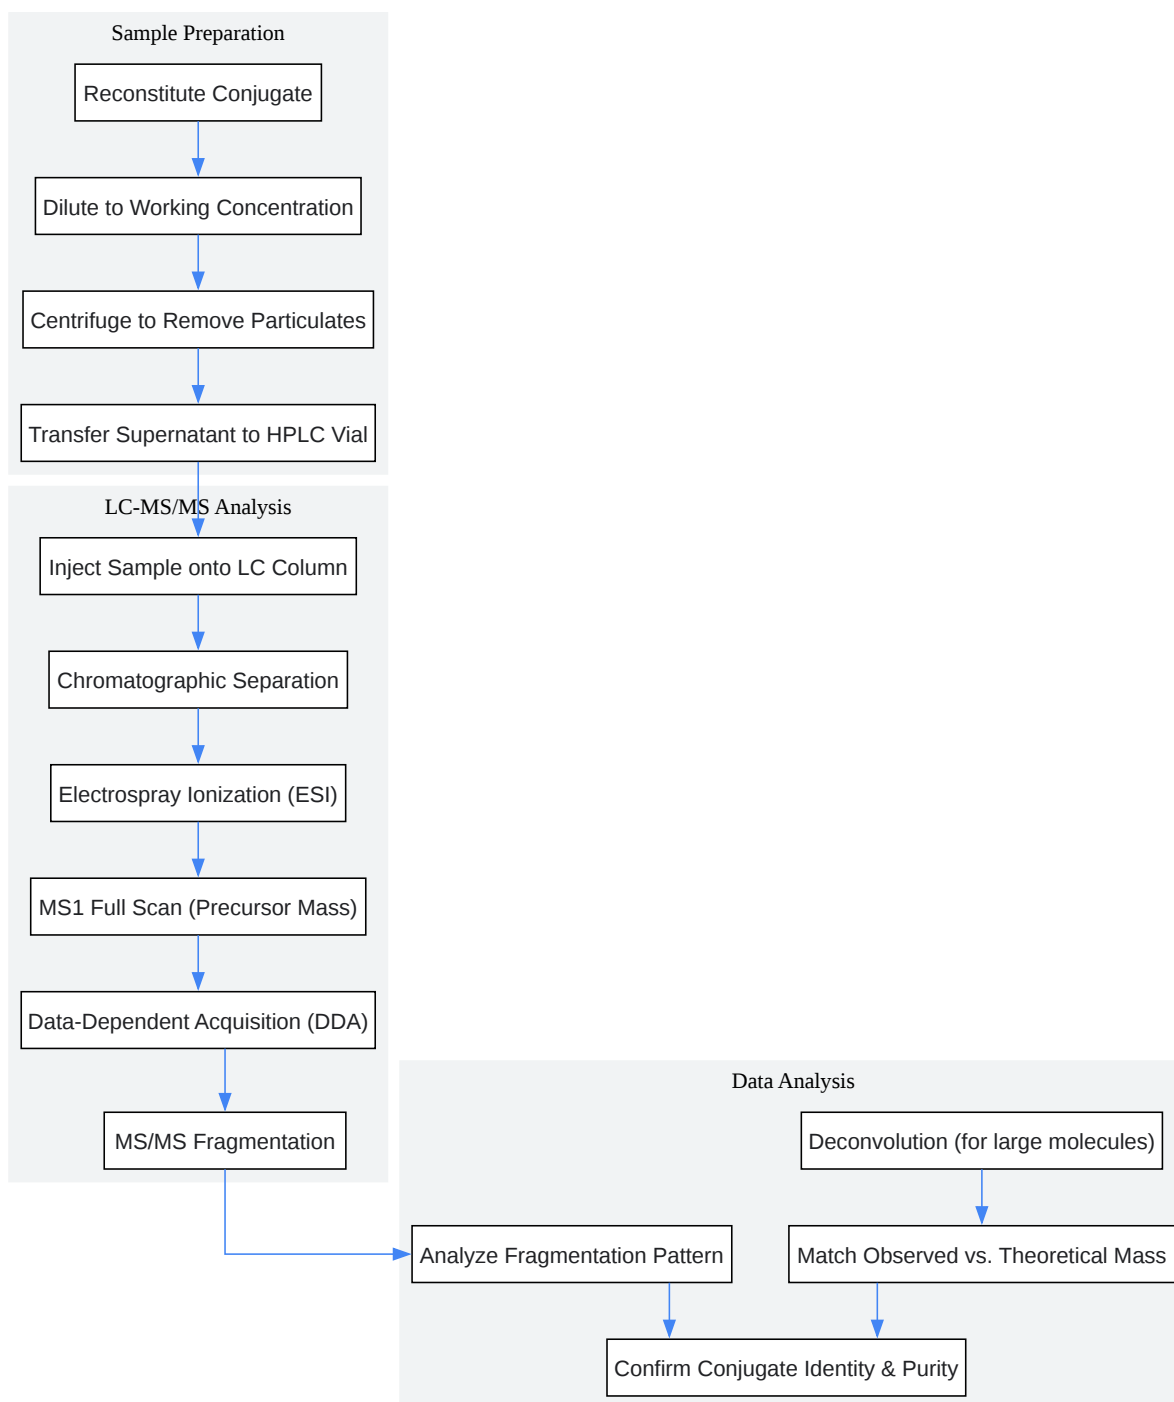 Sample Preparation
Reconstitute Conjugate
Dilute to Working Concentration
Centrifuge to Remove Particulates
Transfer Supernatant to HPLC Vial
LC-MS/MS Analysis
Inject Sample onto LC Column
Chromatographic Separation
Electrospray Ionization (ESI)
MS1 Full Scan (Precursor Mass)
Data-Dependent Acquisition (DDA)
MS/MS Fragmentation
Data Analysis
Deconvolution (for large molecules)
Analyze Fragmentation Pattern
Match Observed vs. Theoretical Mass
Confirm Conjugate Identity & Purity